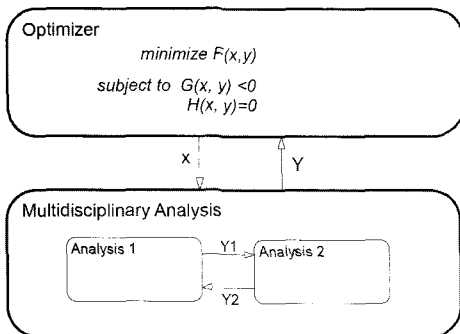 Optimizer
minimize F(x,y)
subject to G(x, y) <0
H(x, y)=0
x
Y
Multidisciplinary Analysis
Analysis 1
Y1
Analysis 2
Y2